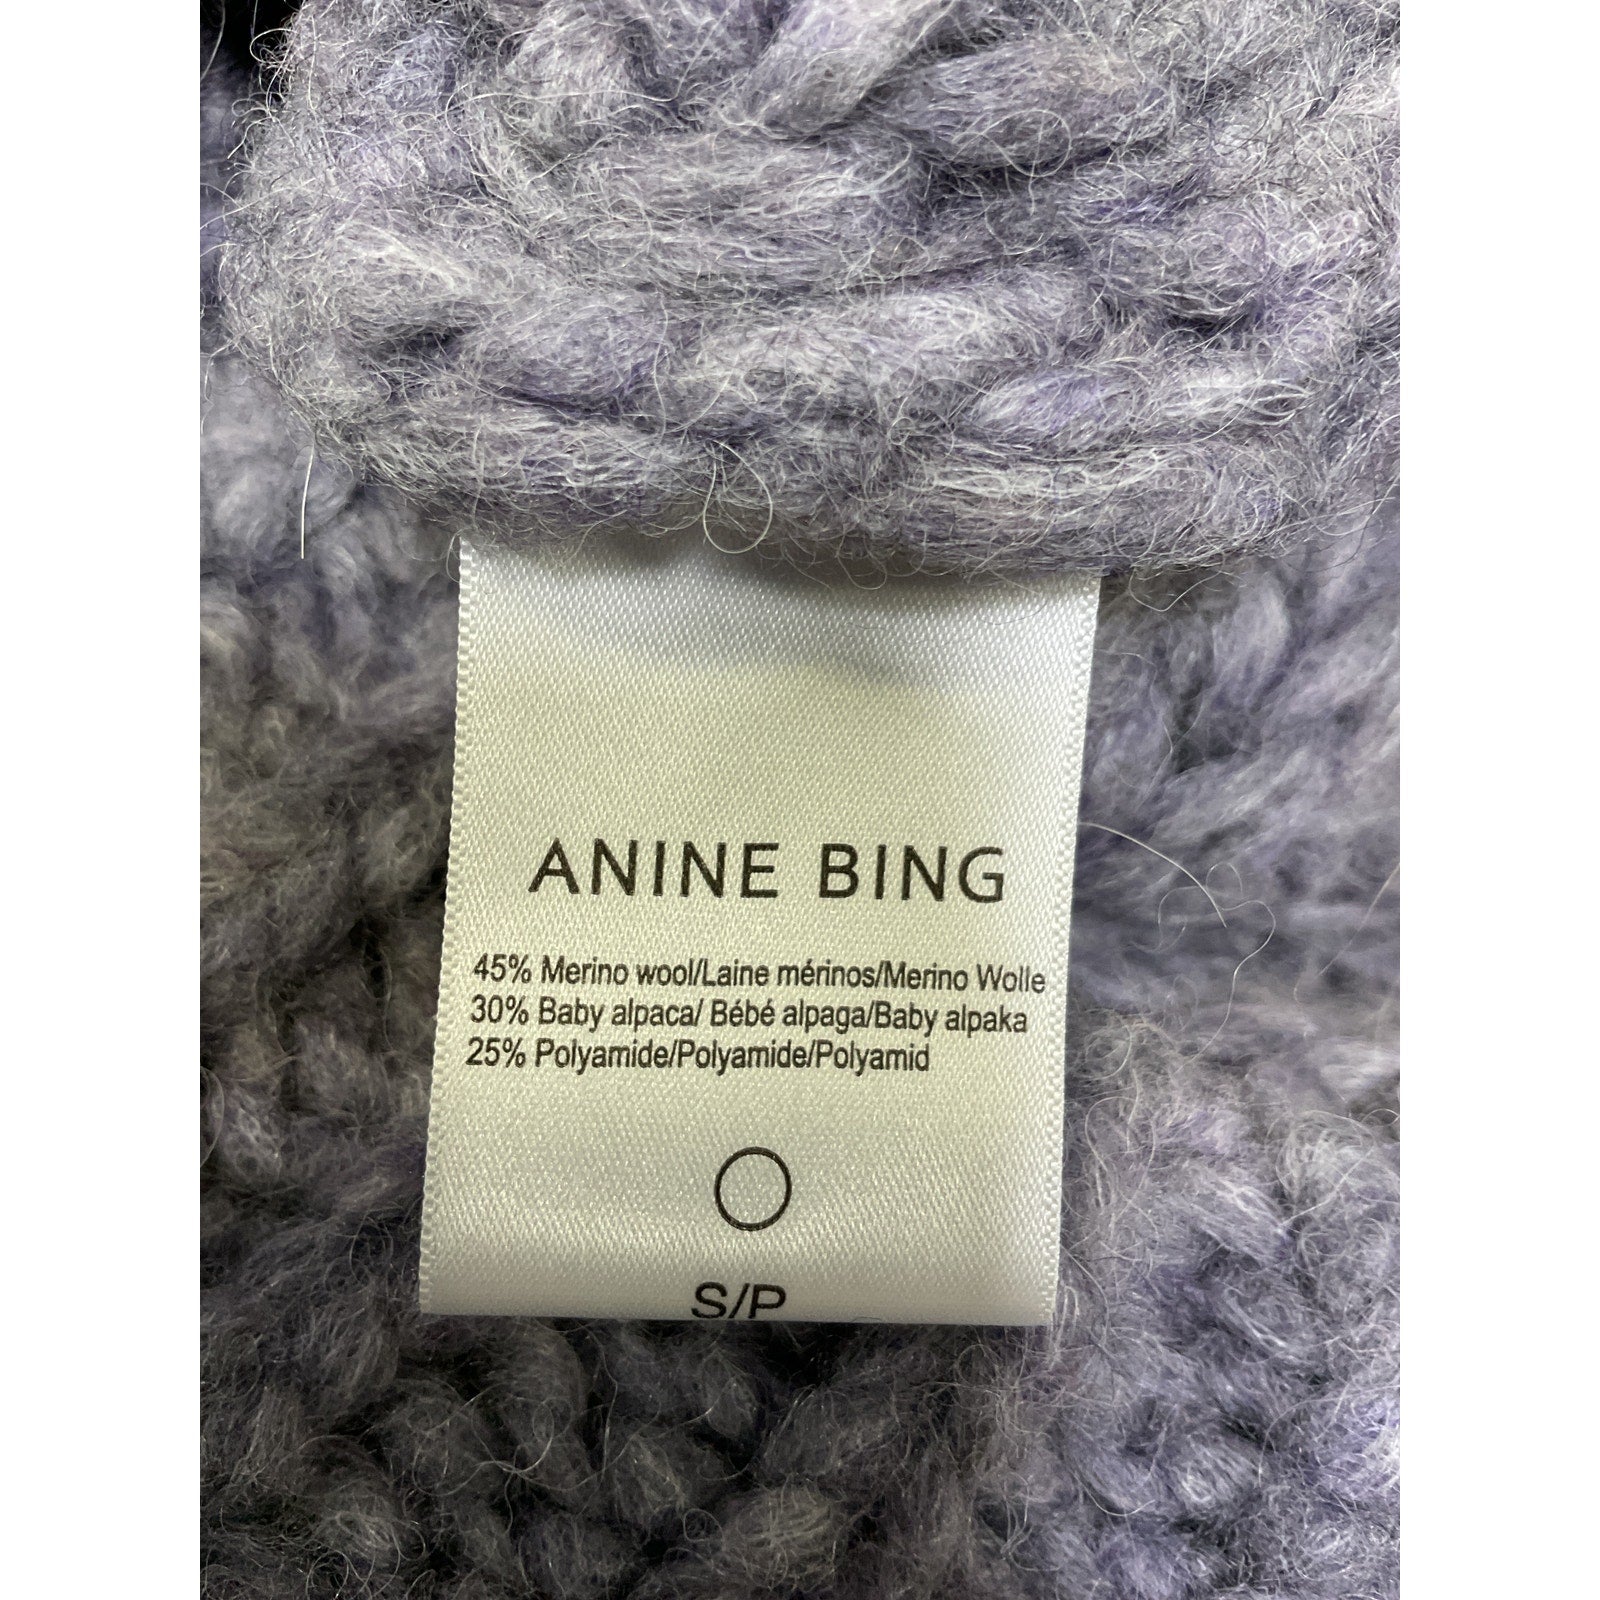 ANINE BING
45% Merino wool/Laine mérinos/Merino Wolle
30% Baby alpaca/ Bébé alpaga/Baby alpaka
25% Polyamide/Polyamide/Polyamid
S/P